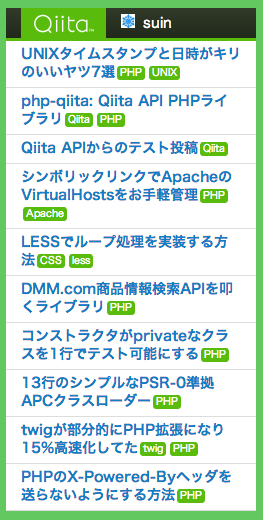 Qiita™ suin
UNIXタイムスタンプと日時がキリ
のいいヤツ7選 PHP UNIX
php-qiita: Qiita API PHPライ
ブラリ Qiita PHP
Qiita APIからのテスト投稿 Qiita
シンボリックリンクでApacheの
VirtualHostsをお手軽管理 PHP
Apache
LESSでループ処理を実装する方
法 CSS less
DMM.com商品情報検索APIを叩
くライブラリ PHP
コンストラクタがprivateなクラ
スを1行でテスト可能にする PHP
13行のシンプルなPSR-0準拠
APCクラスローダー PHP
twigが部分的にPHP拡張になり
15%高速化してた twig PHP
PHPのX-Powered-Byヘッダを
送らないようにする方法 PHP